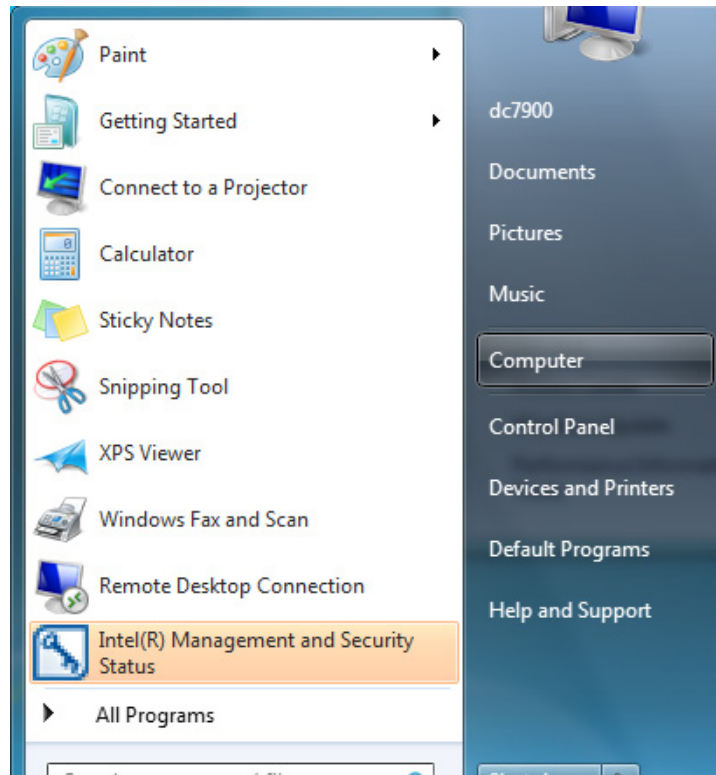 Paint
Getting Started
Connect to a Projector
Calculator
Sticky Notes
Snipping Tool
XPS Viewer
Windows Fax and Scan
Remote Desktop Connection
Intel(R) Management and Security
Status
All Programs
dc7900
Documents
Pictures
Music
Computer
Control Panel
Devices and Printers
Default Programs
Help and Support